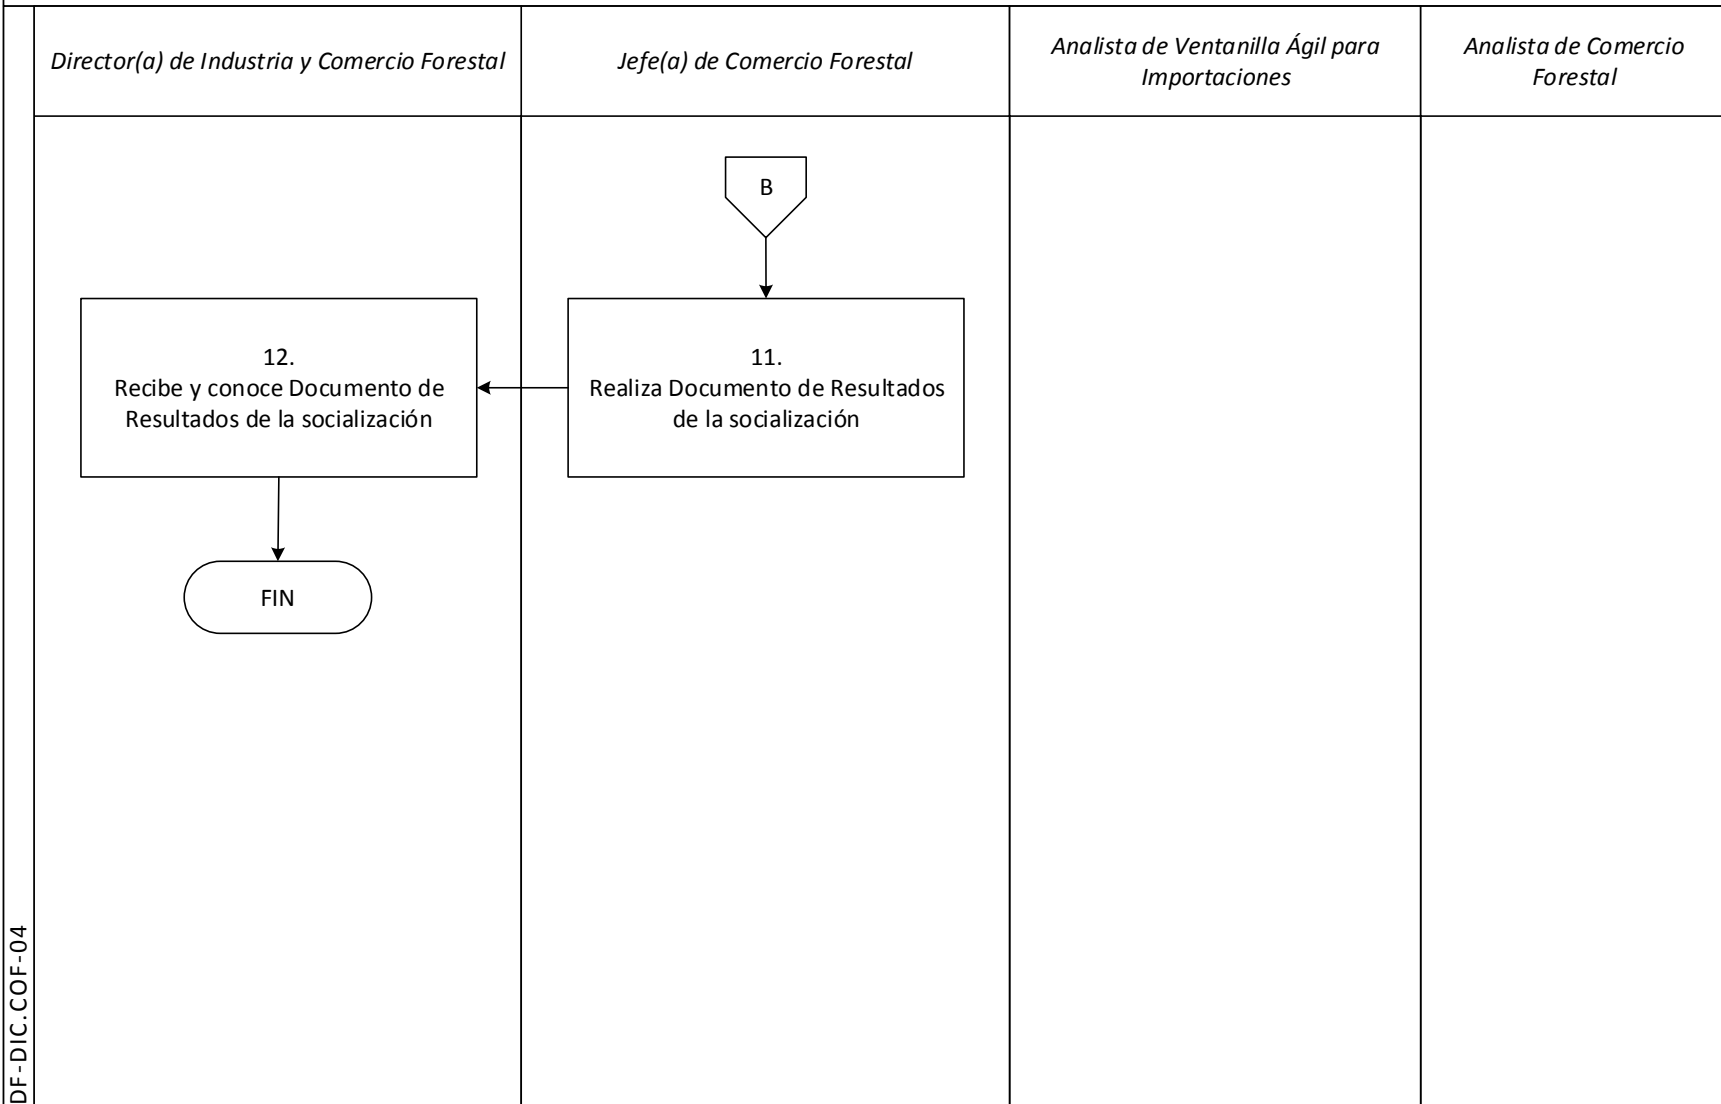 Director(a) de Industria y Comercio Forestal
Jefe(a) de Comercio Forestal
Analista de Ventanilla Ágil para
Importaciones
Analista de Comercio
Forestal
B
12.
Recibe y conoce Documento de
Resultados de la socialización
11.
Realiza Documento de Resultados
de la socialización
FIN
DF-DIC.COF-04